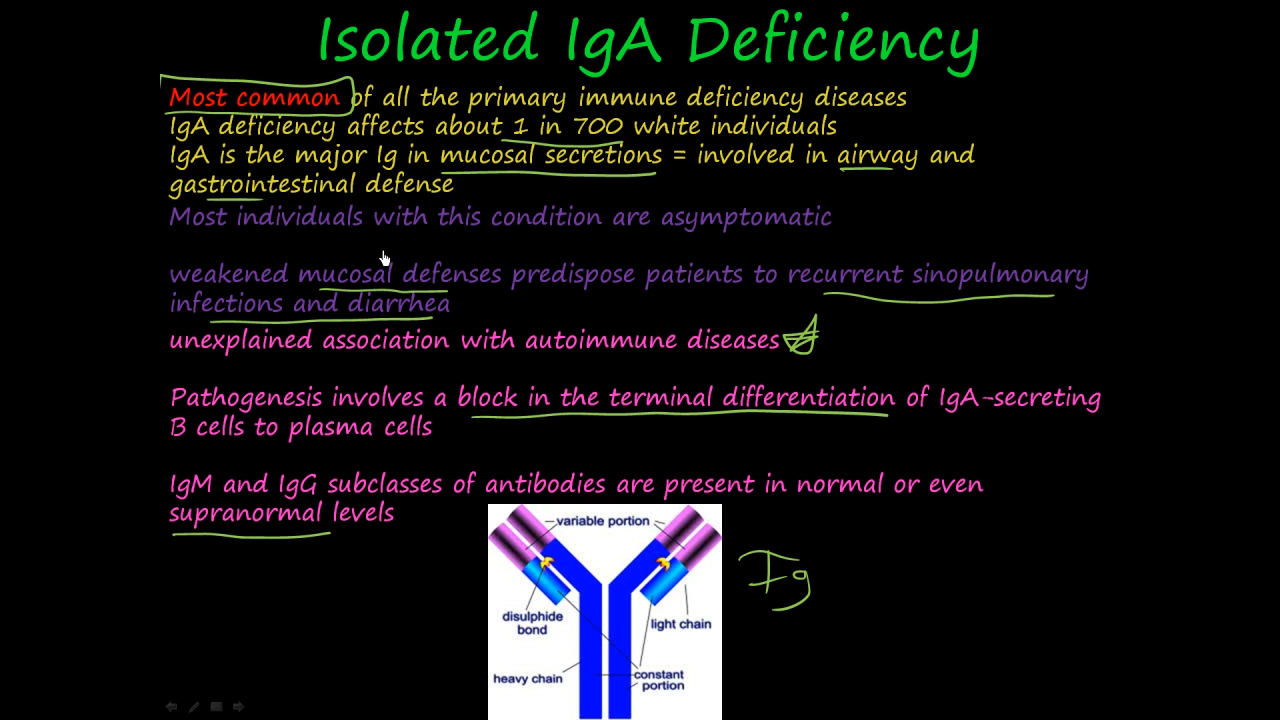 Isolated IgA Deficiency
Most common of all the primary immune deficiency diseases
IgA deficiency affects about 1 in 700 white individuals
IgA is the major Ig in mucosal secretions = involved in airway and
gastrointestinal defense
Most individuals with this condition are asymptomatic
weakened mucosal defenses predispose patients to recurrent sinopulmonary
infections and diarrhea
unexplained association with autoimmune diseases
Pathogenesis involves a block in the terminal differentiation of IgA-secreting
B cells to plasma cells
IgM and IgG subclasses of antibodies are present in normal or even
supranormal levels
variable portion
Ig
disulphide
bond
light chain
heavy chain
constant
portion